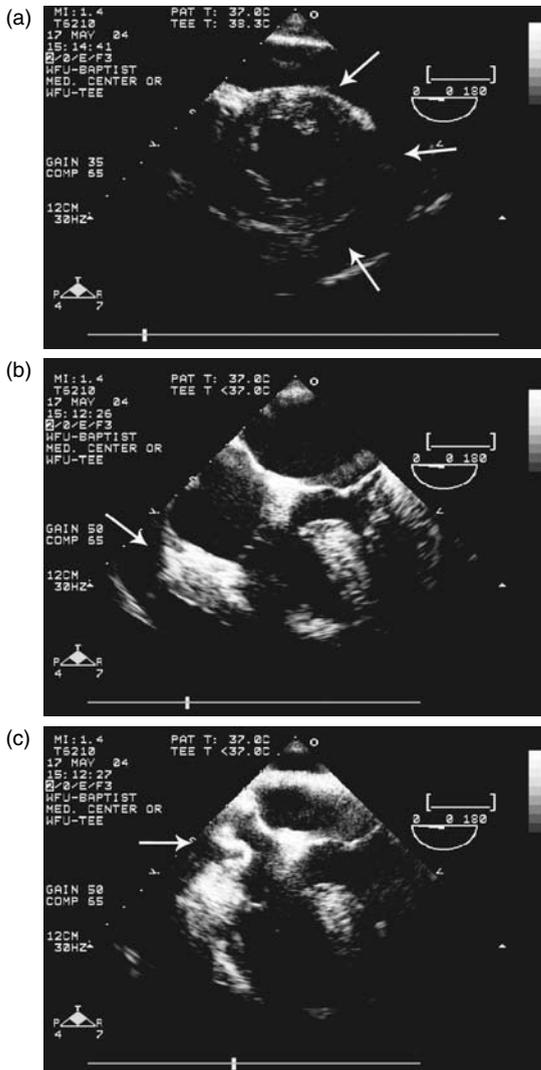 (a)
MI:1.4
T6210
17 MAY 04
15:14:41
2/0/E/F3
WFU-BAPTIST
MED. CENTER OR
WFU-TEE
PAT T: 37.0C
TEE T: 38.3C
0 0 180
GAIN 35
COMP 65
12CM
30HZ
T
P R
4 7
(b)
MI:1.4
T6210
17 MAY 04
15:12:26
2/0/E/F3
WFU-BAPTIST
MED. CENTER OR
WFU-TEE
PAT T: 37.0C
TEE T <37.0C
0 0 180
GAIN 50
COMP 65
12CM
30HZ
T
P R
4 7
(c)
MI:1.4
T6210
17 MAY 04
15:12:27
2/0/E/F3
WFU-BAPTIST
MED. CENTER OR
WFU-TEE
PAT T: 37.0C
TEE T <37.0C
0 0 180
GAIN 50
COMP 65
12CM
30HZ
T
P R
4 7